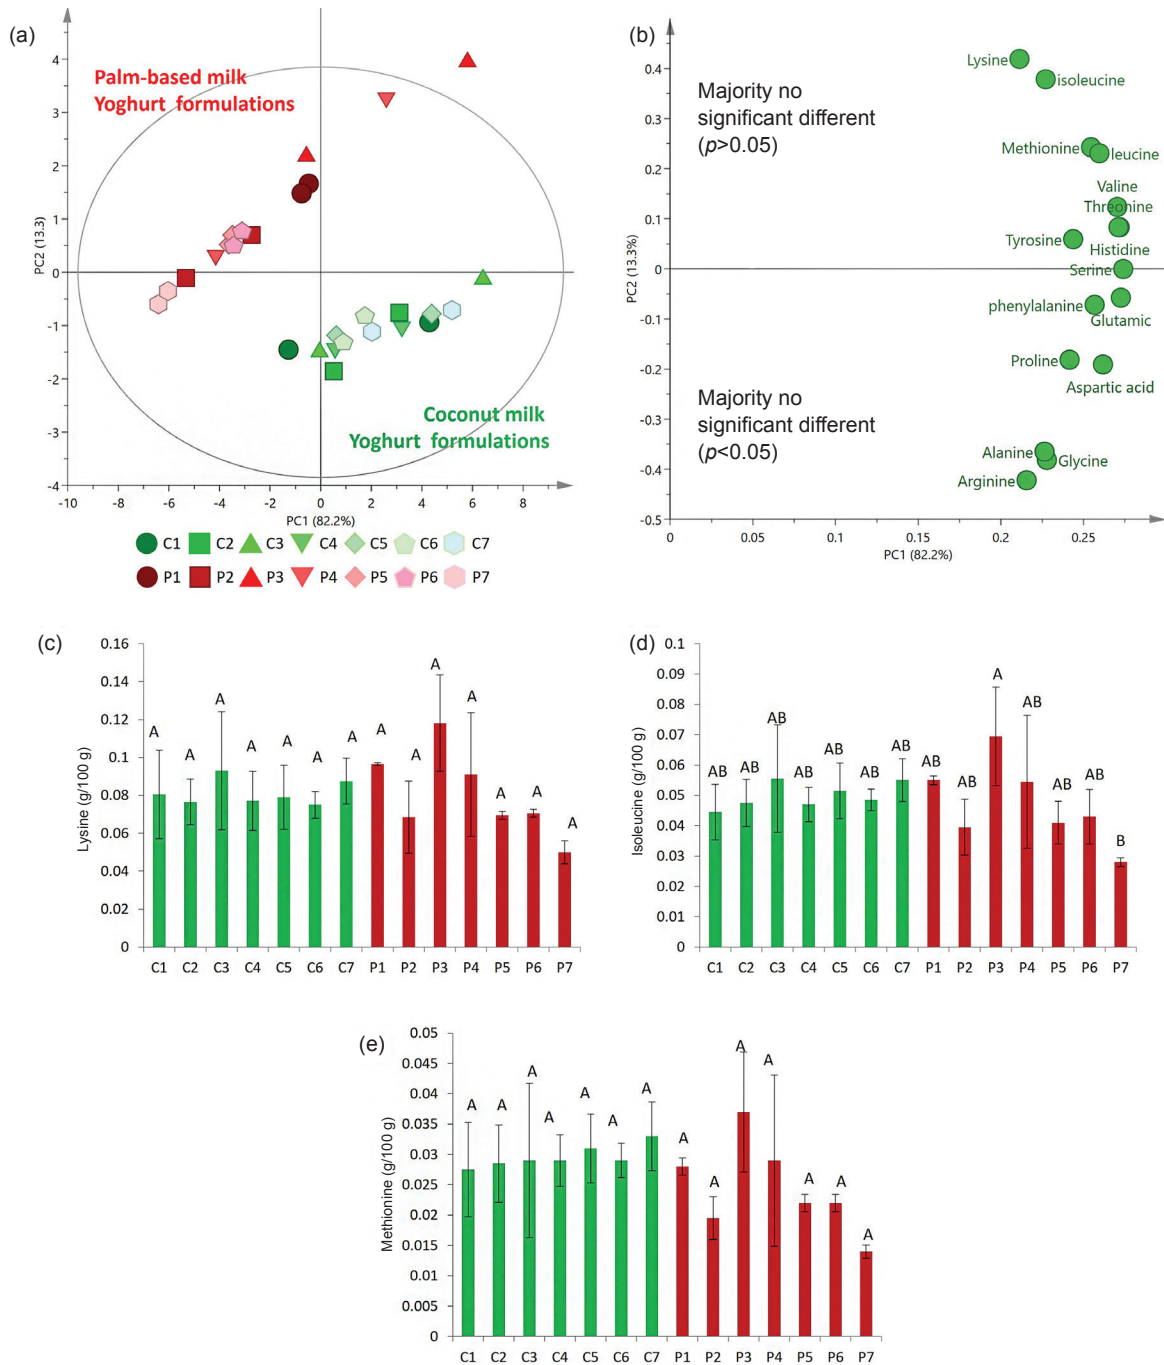 (a)
Palm-based milk
Yoghurt formulations
Coconut milk
Yoghurt formulations
4
3
2
1
0
-1
-2
-3
-4
PC2 (13.3)
-10 -8 -6 -4 -2 0 2 4 6 8
PC1 (82.2%)
C1 C2 C3 C4 C5 C6 C7
P1 P2 P3 P4 P5 P6 P7
(b)
Majority no
significant different
(p>0.05)
Majority no
significant different
(p<0.05)
0.4
0.3
0.2
0.1
0
-0.1
-0.2
-0.3
-0.4
-0.5
PC2 (13.3%)
Lysine
isoleucine
Methionine
leucine
Valine
Threonine
Tyrosine
Histidine
Serine
phenylalanine
Glutamic
Proline
Aspartic acid
Alanine
Glycine
Arginine
0 0.05 0.1 0.15 0.2 0.25
PC1 (82.2%)
(c)
Lysine (g/100 g)
0.16
0.14
0.12
0.1
0.08
0.06
0.04
0.02
0
A A A A A A A A A A A A A A
C1 C2 C3 C4 C5 C6 C7 P1 P2 P3 P4 P5 P6 P7
(d)
Isoleucine (g/100 g)
0.1
0.09
0.08
0.07
0.06
0.05
0.04
0.03
0.02
0.01
0
AB AB AB AB AB AB AB AB AB A AB AB AB B
C1 C2 C3 C4 C5 C6 C7 P1 P2 P3 P4 P5 P6 P7
(e)
Methionine (g/100 g)
0.05
0.045
0.04
0.035
0.03
0.025
0.02
0.015
0.01
0.005
0
A A A A A A A A A A A A A A
C1 C2 C3 C4 C5 C6 C7 P1 P2 P3 P4 P5 P6 P7